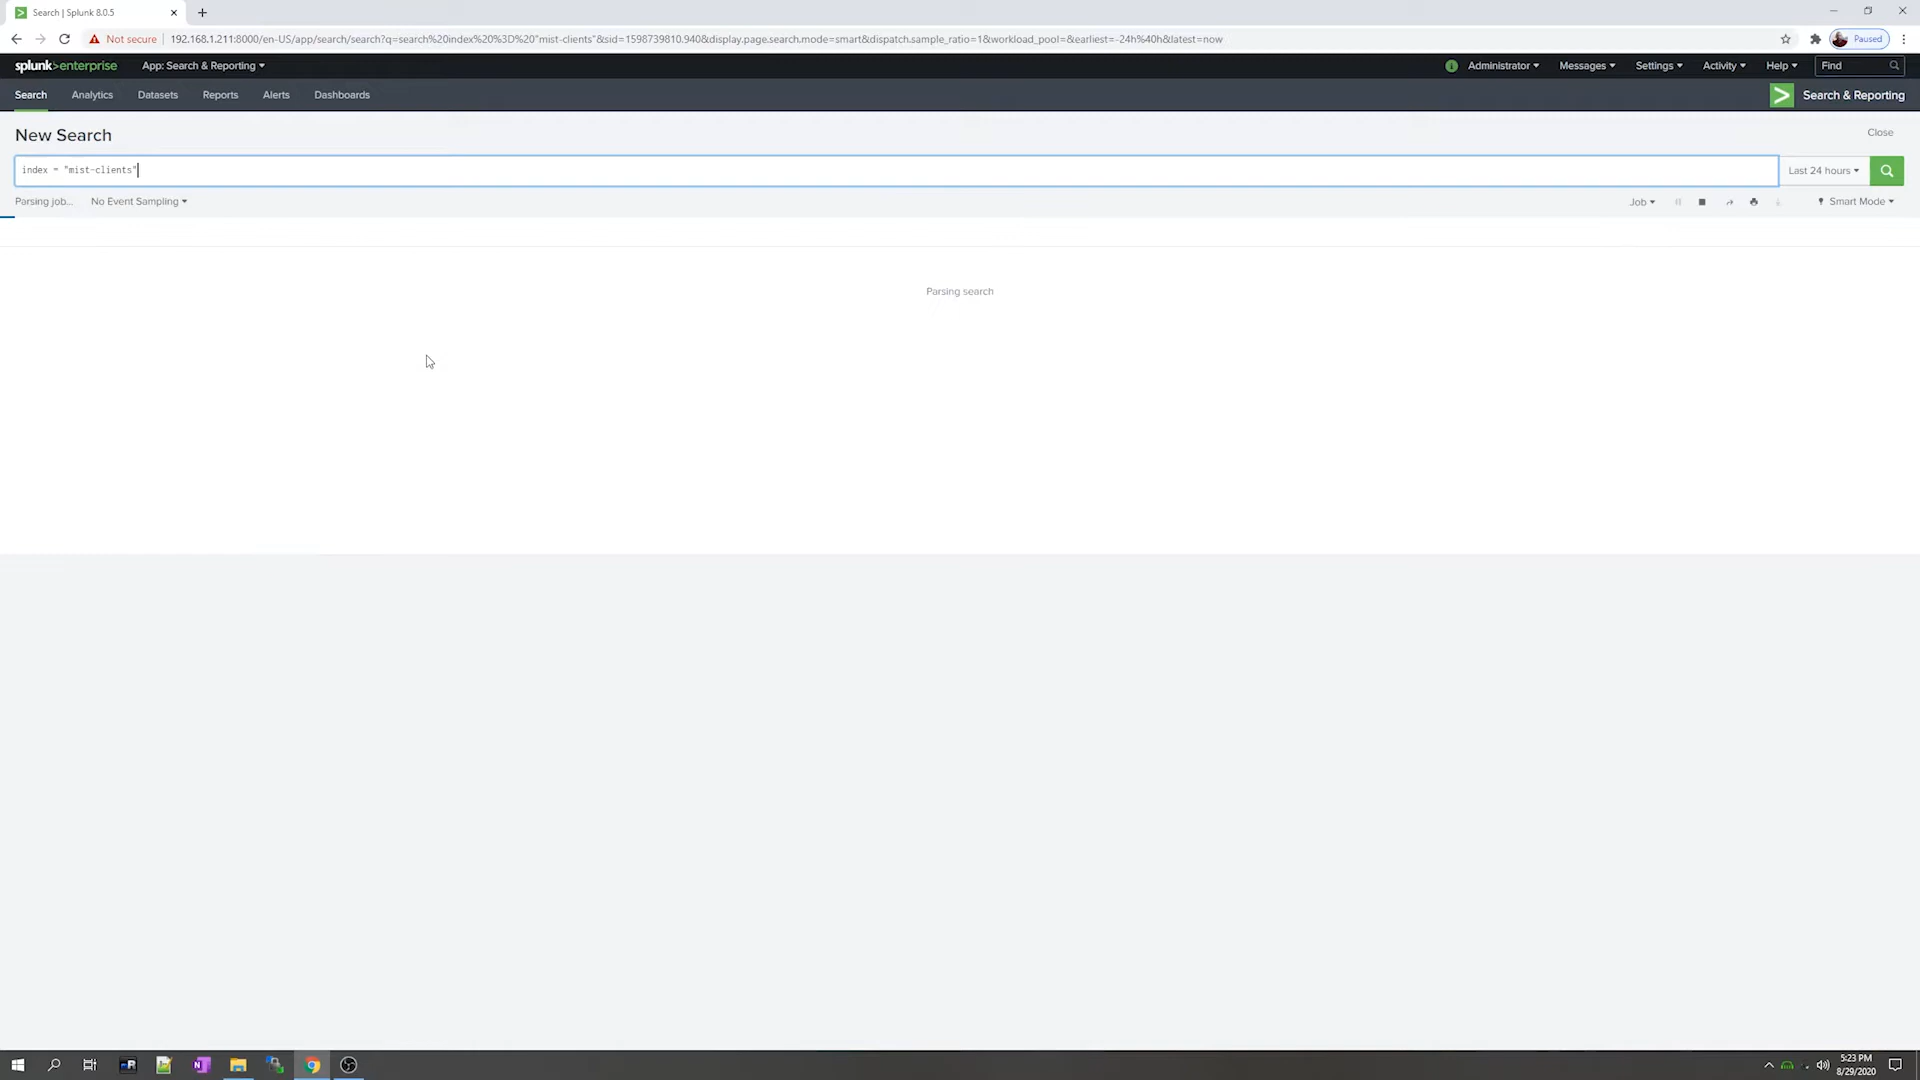 Search | Splunk 8.0.5
Not secure
192.168.1.211:8000/en-US/app/search/search?q=search%20index%20%3D%20"mist-clients"&sid=1598739810.940&display.page.search.mode=smart&dispatch.sample_ratio=1&workload_pool=&earliest=-24h%40h&latest=now
Paused
splunk>enterprise
App: Search & Reporting
Administrator
Messages
Settings
Activity
Help
Find
Search
Analytics
Datasets
Reports
Alerts
Dashboards
Search & Reporting
New Search
Close
index = "mist-clients"
Last 24 hours
Parsing job...
No Event Sampling
Job
Smart Mode
Parsing search
5:23 PM
8/29/2020